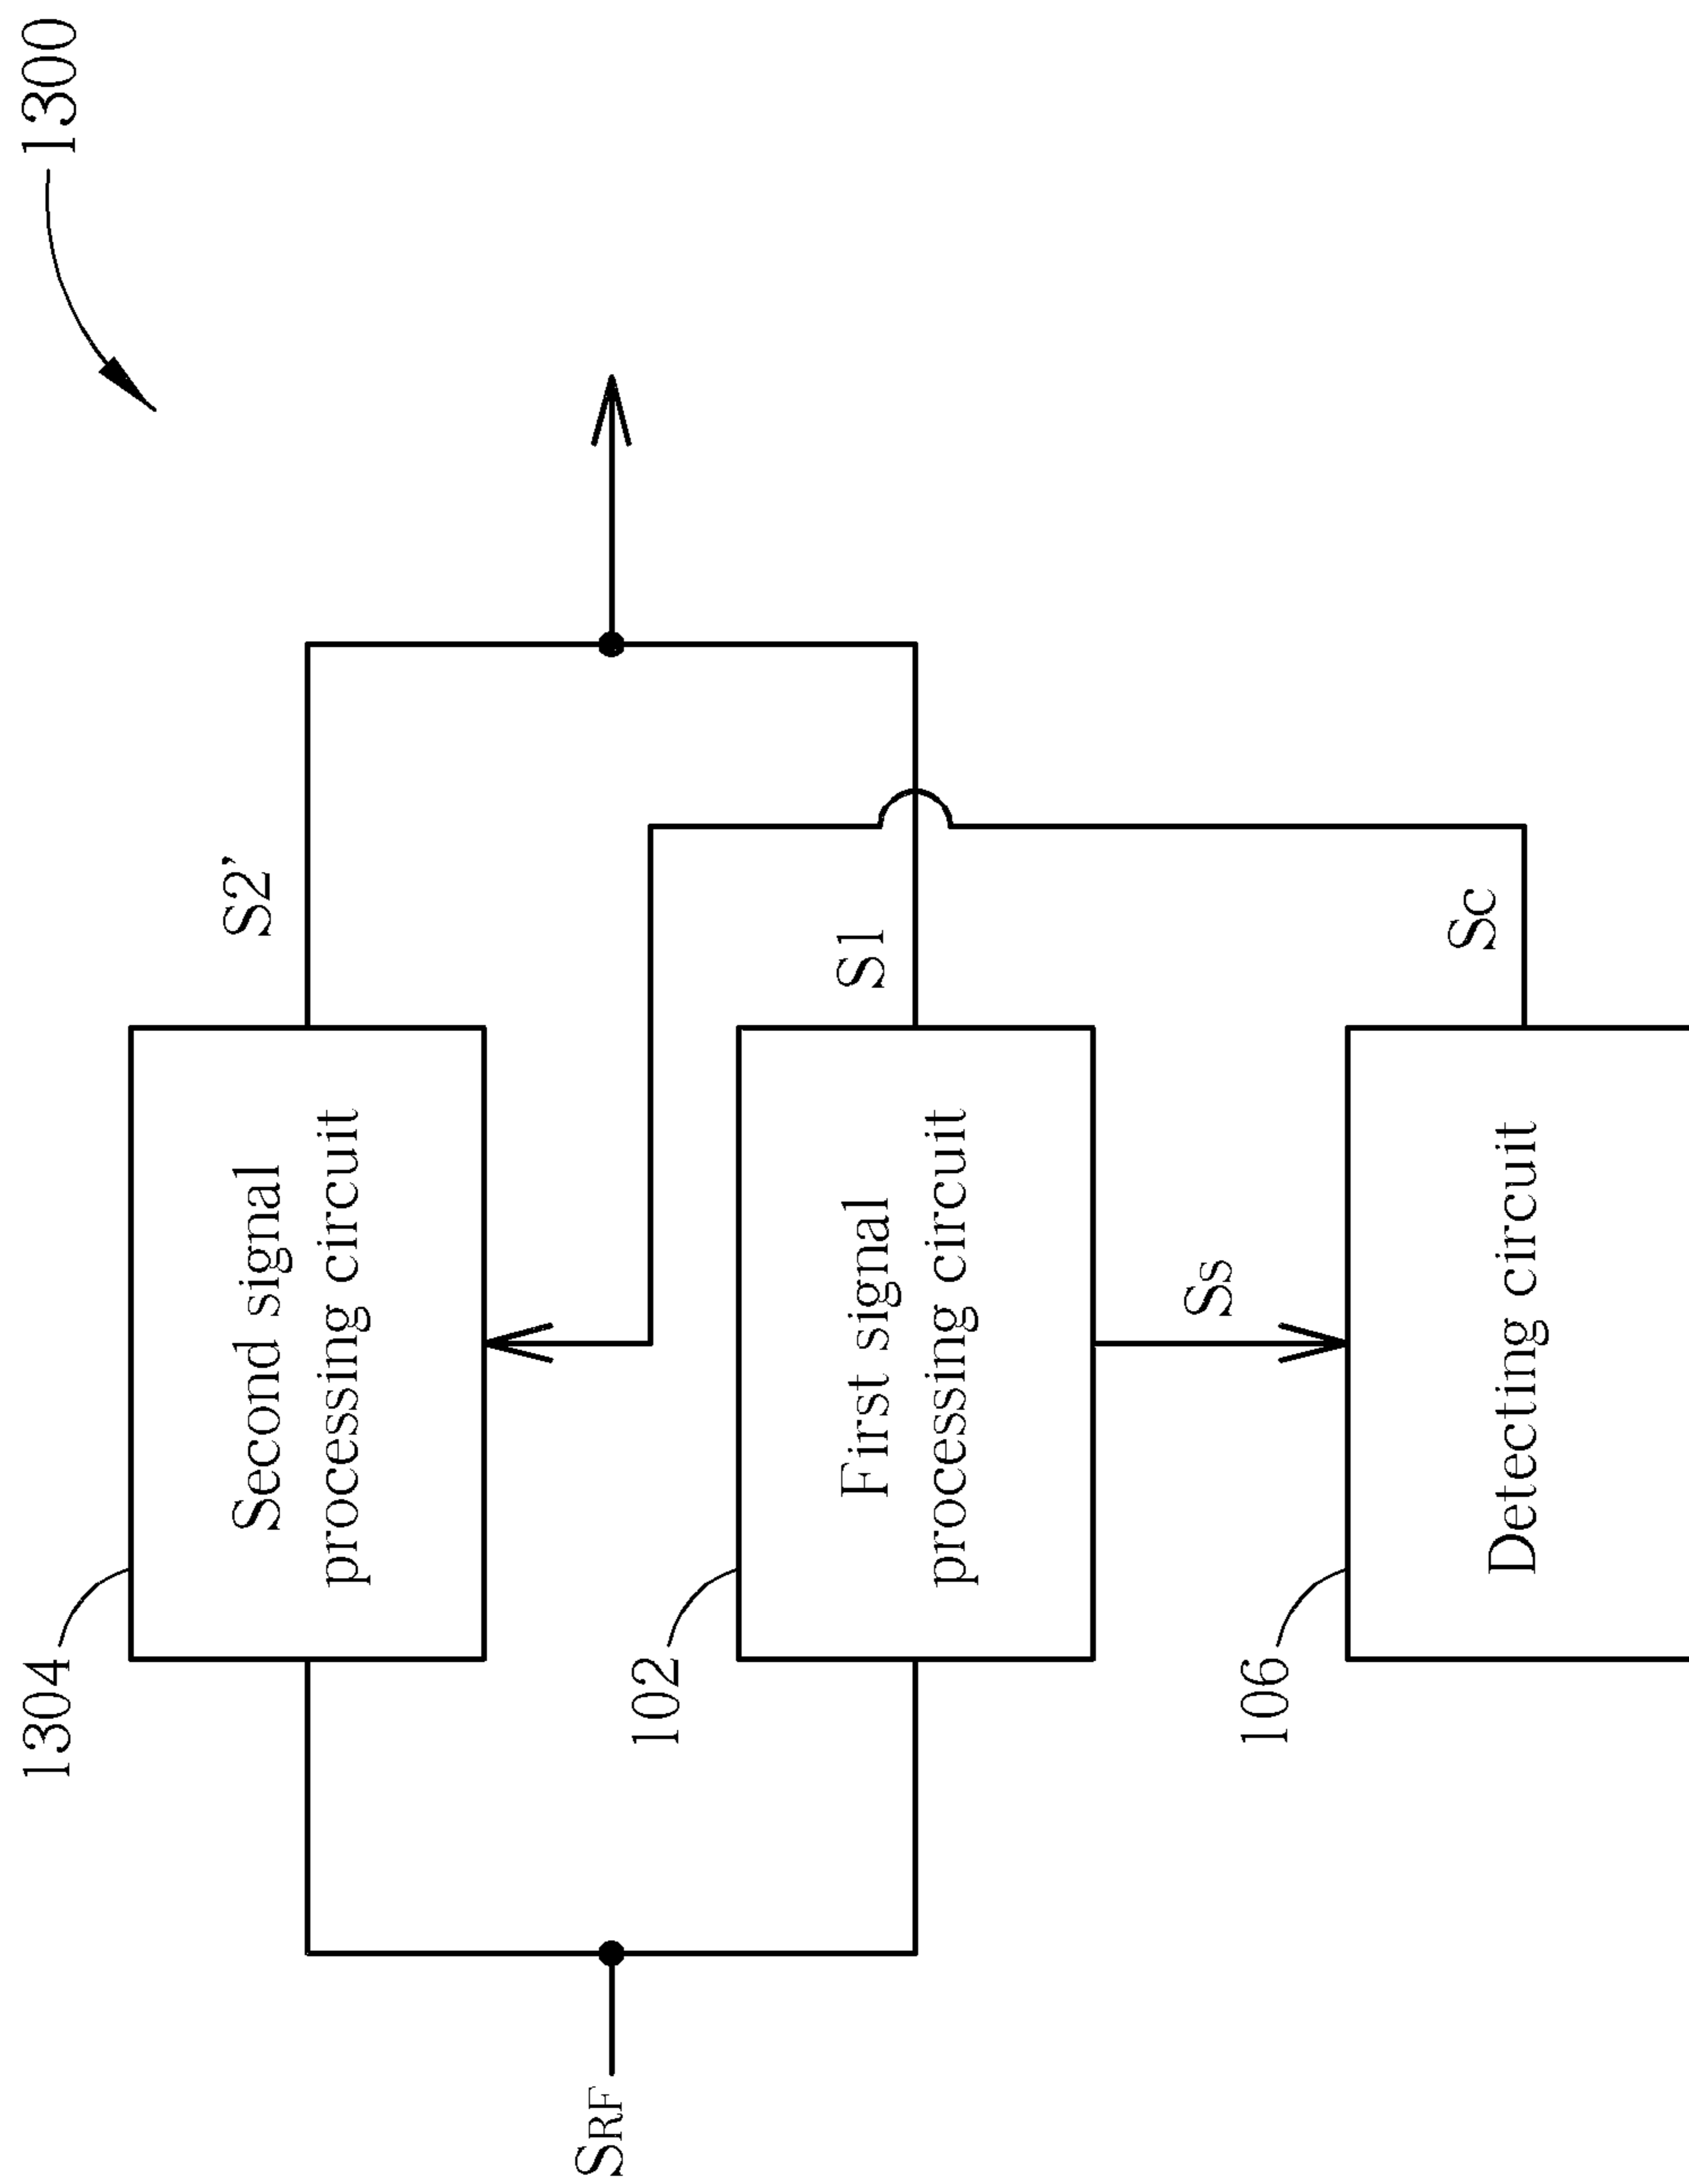 1300
1304
Second signal
processing circuit
S2'
102
First signal
processing circuit
S1
SRF
Ss
106
Detecting circuit
Sc